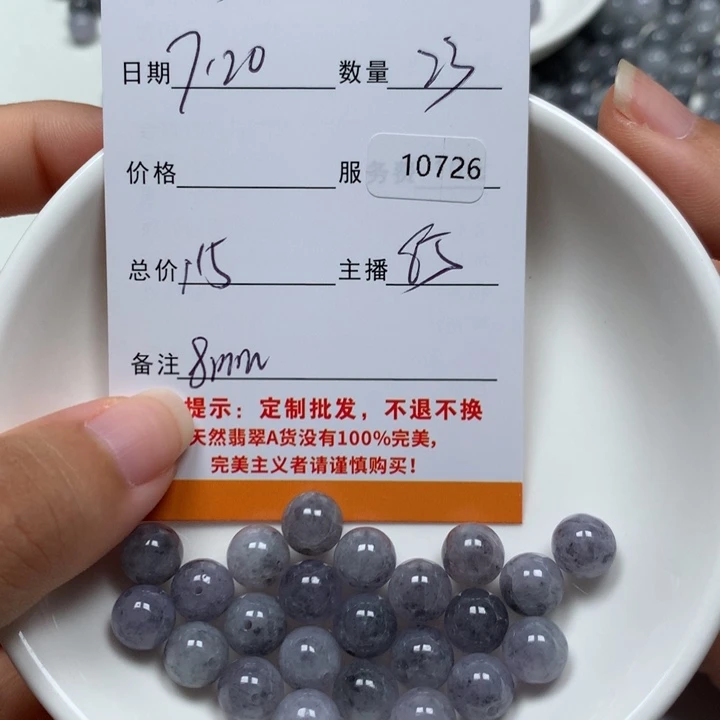 日期 7.20 数量 23
价格 服务 10726
总价 115 主播 85
备注 8mm
提示：定制批发，不退不换
天然翡翠A货没有100%完美，
完美主义者请谨慎购买！